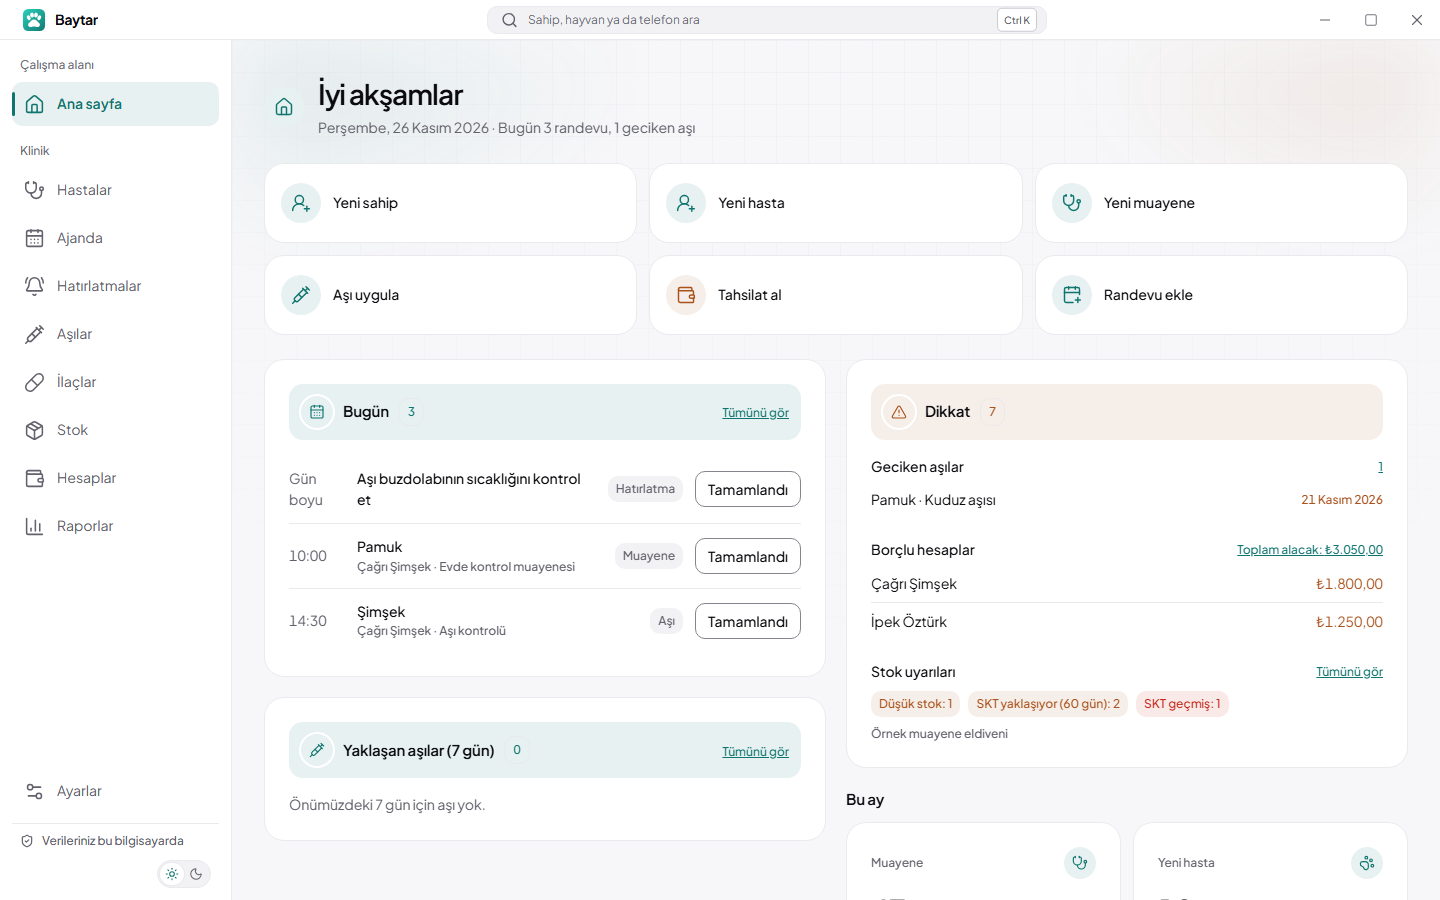 Baytar
Sahip, hayvan ya da telefon ara
Ctrl K
Çalışma alanı
Ana sayfa
Klinik
Hastalar
Ajanda
Hatırlatmalar
Aşılar
İlaçlar
Stok
Hesaplar
Raporlar
Ayarlar
Verileriniz bu bilgisayarda
İyi akşamlar
Perşembe, 26 Kasım 2026 · Bugün 3 randevu, 1 geciken aşı
Yeni sahip
Yeni hasta
Yeni muayene
Aşı uygula
Tahsilat al
Randevu ekle
Bugün 3
Tümünü gör
Gün boyu
Aşı buzdolabının sıcaklığını kontrol et
Hatırlatma
Tamamlandı
10:00
Pamuk
Çağrı Şimşek · Evde kontrol muayenesi
Muayene
Tamamlandı
14:30
Şimşek
Çağrı Şimşek · Aşı kontrolü
Aşı
Tamamlandı
Yaklaşan aşılar (7 gün) 0
Tümünü gör
Önümüzdeki 7 gün için aşı yok.
Dikkat 7
Geciken aşılar
1
Pamuk · Kuduz aşısı
21 Kasım 2026
Borçlu hesaplar
Toplam alacak: ₺3.050,00
Çağrı Şimşek
₺1.800,00
İpek Öztürk
₺1.250,00
Stok uyarıları
Tümünü gör
Düşük stok: 1
SKT yaklaşıyor (60 gün): 2
SKT geçmiş: 1
Örnek muayene eldiveni
Bu ay
Muayene
Yeni hasta